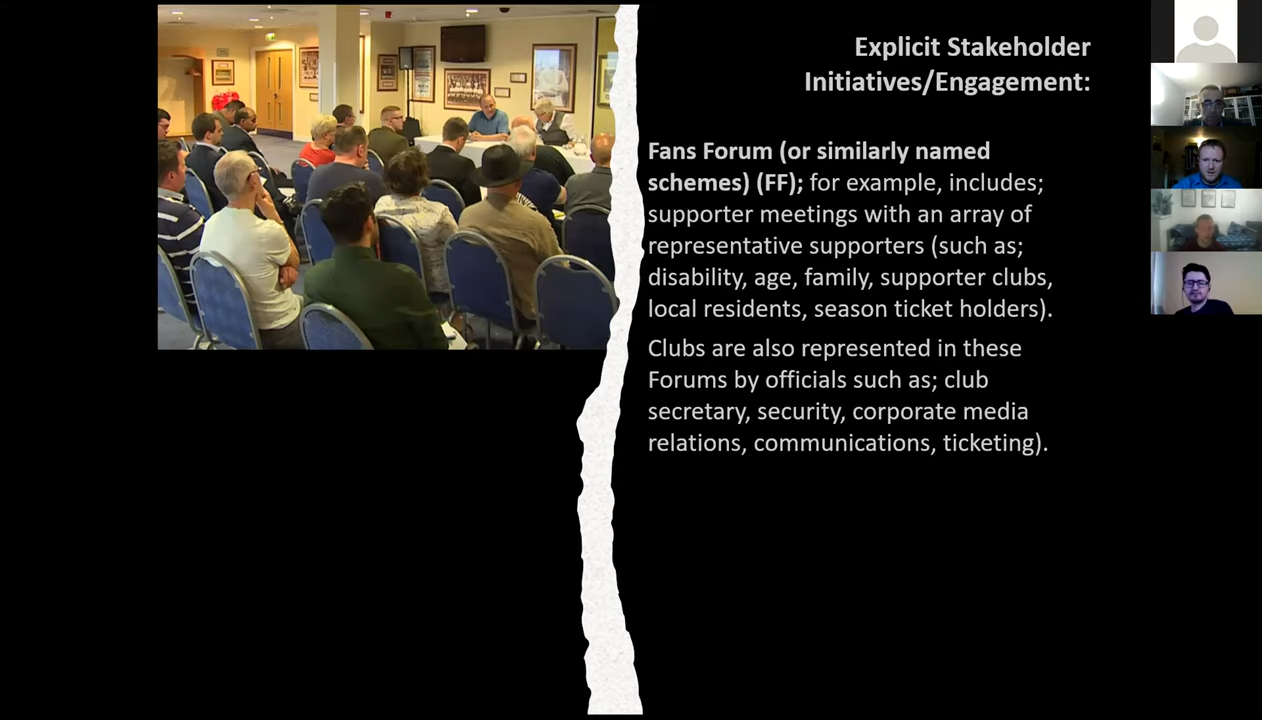 Explicit Stakeholder
Initiatives/Engagement:
Fans Forum (or similarly named
schemes) (FF); for example, includes;
supporter meetings with an array of
representative supporters (such as;
disability, age, family, supporter clubs,
local residents, season ticket holders).
Clubs are also represented in these
Forums by officials such as; club
secretary, security, corporate media
relations, communications, ticketing).